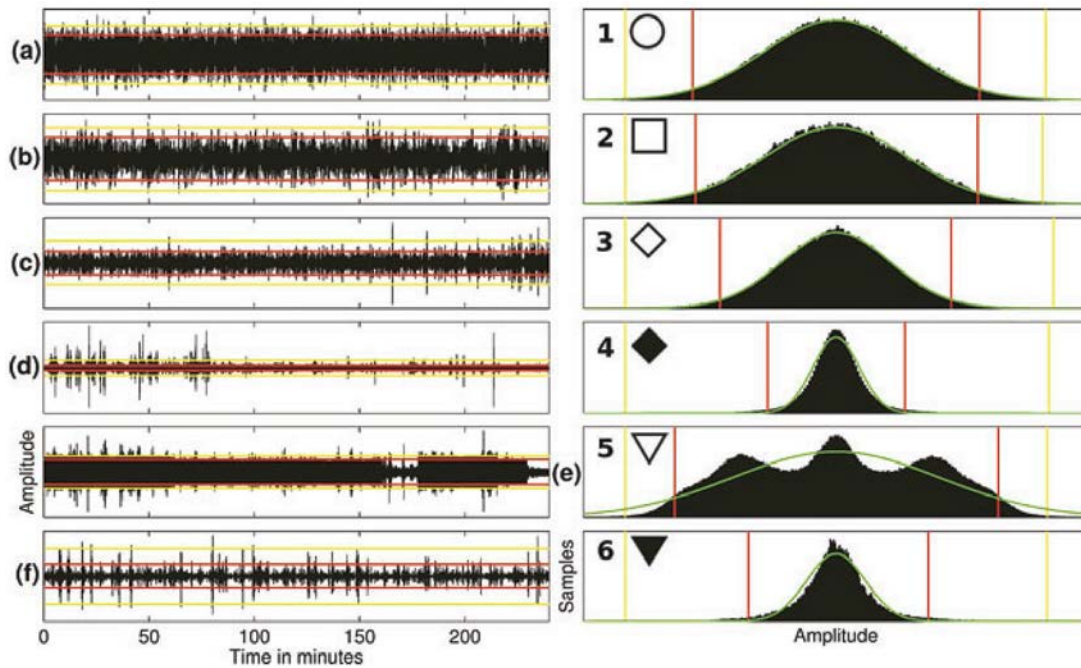 (a)
1
(b)
2
(c)
3
(d)
4
Amplitude
(e)
5
(f)
6
Samples
0 50 100 150 200
Time in minutes
Amplitude